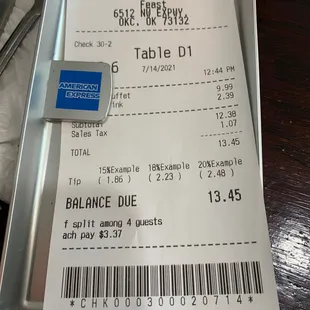 Feast
6512 NW EXPWY
OKC. OK 73132
Check 30-2
Table D1
6 7/14/2021 12:44 PM
AMERICAN
EXPRESS
uffet 9.99
ink 2.39
Subtotal 12.38
Sales Tax 1.07
TOTAL 13.45
15%Example 18%Example 20%Example
Tip ( 1.86 ) ( 2.23 ) ( 2.48 )
BALANCE DUE 13.45
f split among 4 guests
ach pay $3.37
*CHK000300020714*